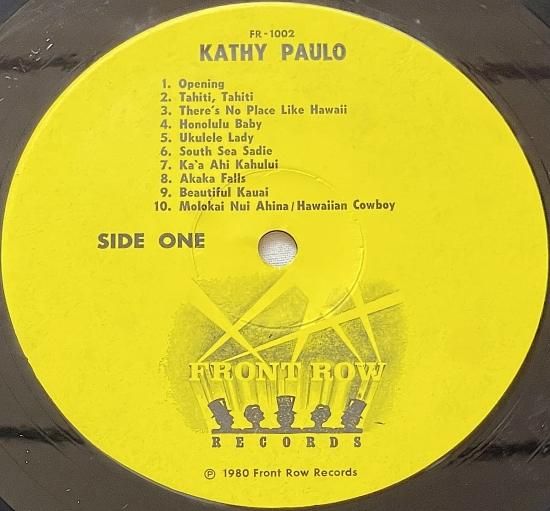 FR-1002
KATHY PAULO
1. Opening
2. Tahiti, Tahiti
3. There's No Place Like Hawaii
4. Honolulu Baby
5. Ukulele Lady
6. South Sea Sadie
7. Ka'a Ahi Kahului
8. Akaka Falls
9. Beautiful Kauai
10. Molokai Nui Ahina/Hawaiian Cowboy
SIDE ONE
FRONT ROW
RECORDS
℗ 1980 Front Row Records